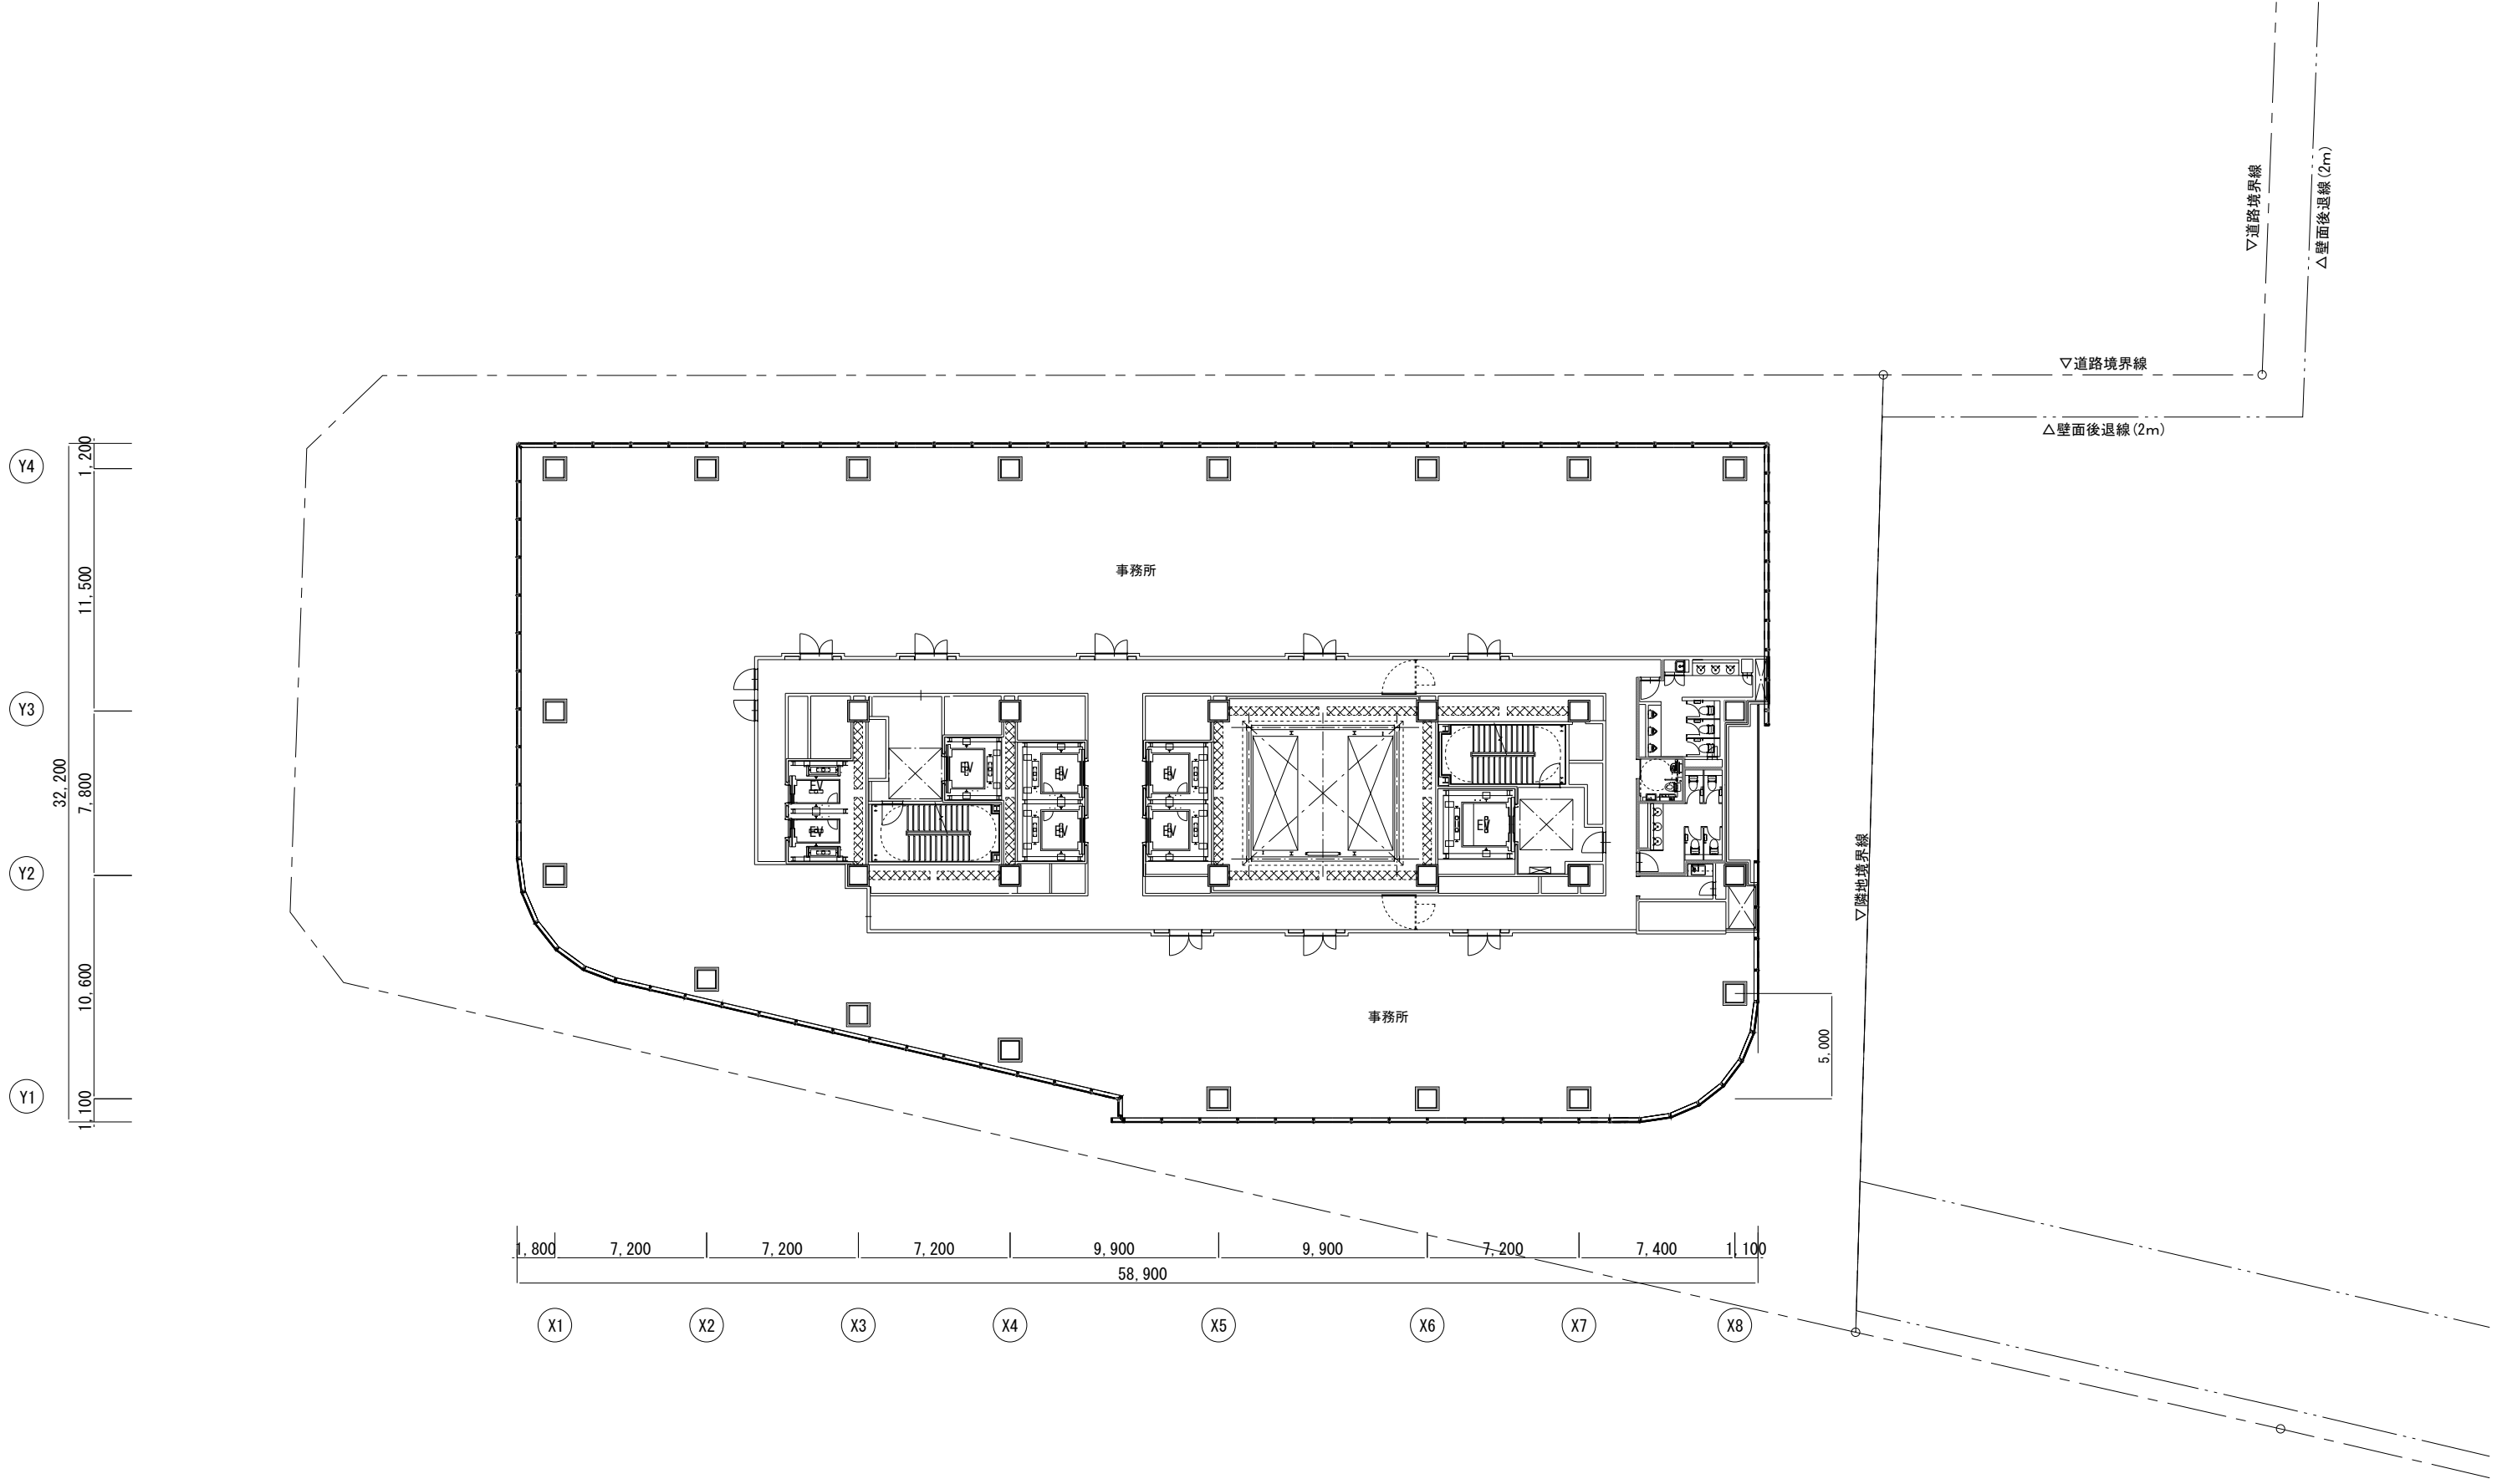 ▽道路境界線
△壁面後退線(2m)
▽道路境界線
△壁面後退線(2m)
Y4
1,200
事務所
11,500
Y3
32,200
7,800
EV
EV
EV
EV
EV
EV
EV
EV
Y2
▽隣地境界線
10,600
事務所
5,000
Y1
1,100
1,800
7,200
7,200
7,200
9,900
9,900
7,200
7,400
1,100
58,900
X1
X2
X3
X4
X5
X6
X7
X8